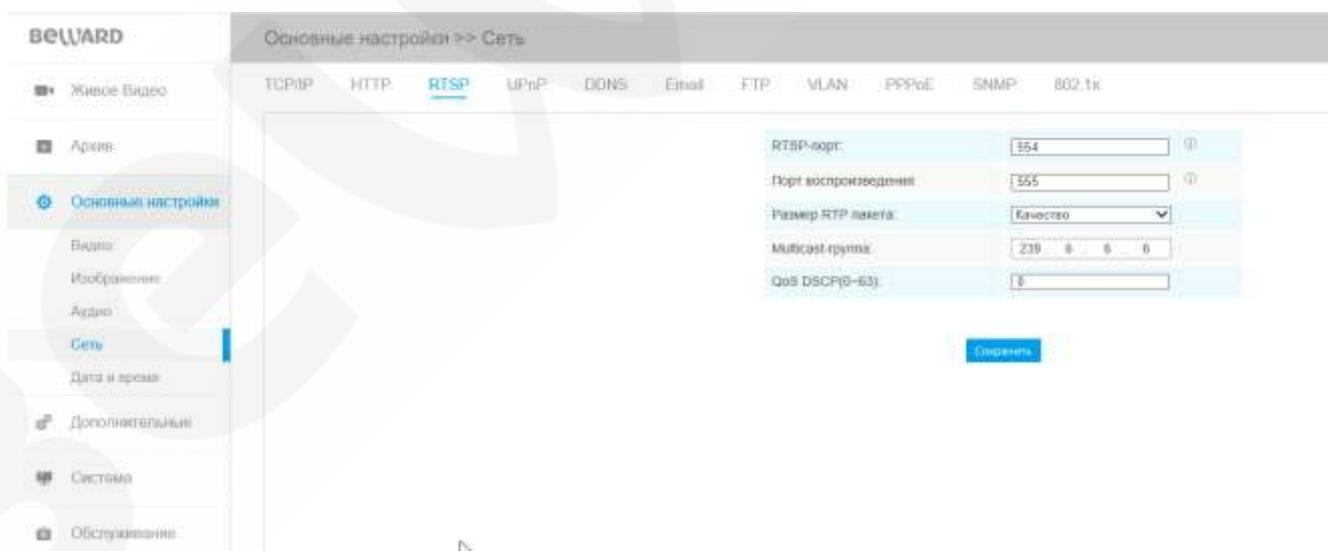 BEWARD
Основные настройки >> Сеть
TCP/IP HTTP RTSP UPnP DDNS Email FTP VLAN PPPoE SNMP 802.1x
Живое Видео
Архив
Основные настройки
Видео
Изображение
Аудио
Сеть
Дата и время
Дополнительные
Система
Обслуживание
RTSP-порт: 554
Порт воспроизведения: 555
Размер RTP пакета: Качество
Multicast-группа: 239 . 6 . 6 . 6
QoS DSCP(0~63): 0
Сохранить